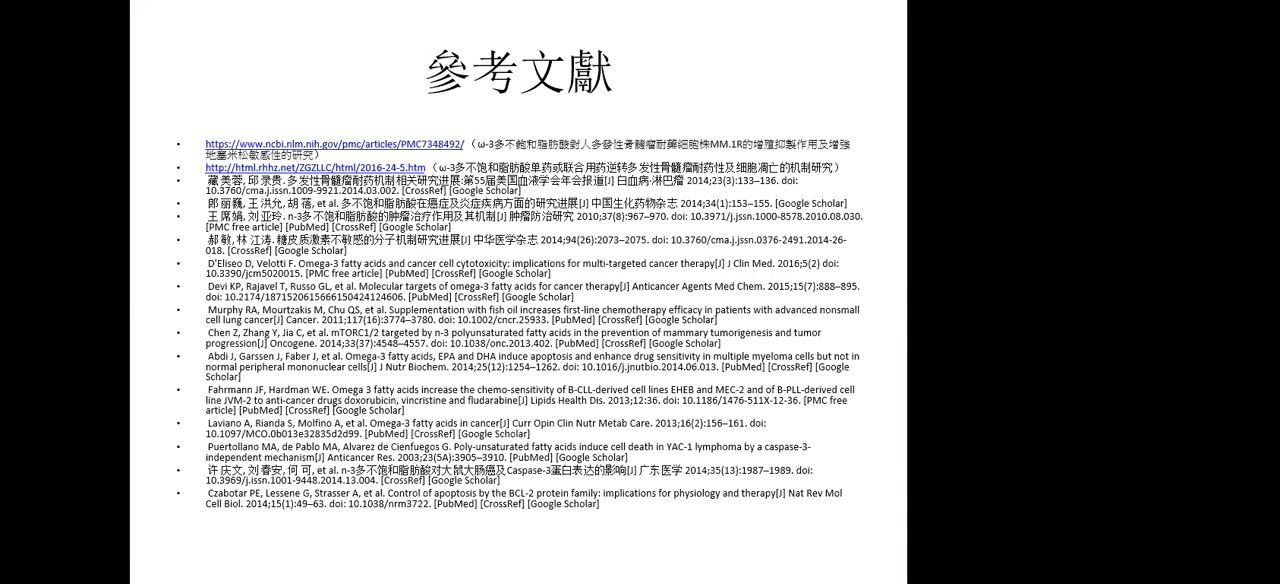 參考文獻
• https://www.ncbi.nlm.nih.gov/pmc/articles/PMC7348492/ （ω-3多不飽和脂肪酸對人多發性骨髓瘤耐藥細胞株MM.1R的增殖抑製作用及增強
地塞米松敏感性的研究）
• http://html.rhhz.net/ZGZLLC/html/2016-24-5.htm （ω-3多不饱和脂肪酸单药或联合用药逆转多发性骨髓瘤耐药性及细胞凋亡的机制研究）
• 藏 美蓉, 邱 录贵. 多发性骨髓瘤耐药机制相关研究进展:第55届美国血液学会年会报道[J] 白血病·淋巴瘤 2014;23(3):133–136. doi:
10.3760/cma.j.issn.1009-9921.2014.03.002. [CrossRef] [Google Scholar]
• 郎 丽巍, 王 洪允, 胡 蓓, et al. 多不饱和脂肪酸在癌症及炎症疾病方面的研究进展[J] 中国生化药物杂志 2014;34(1):153–155. [Google Scholar]
• 王 席娟, 刘 亚玲. n-3多不饱和脂肪酸的肿瘤治疗作用及其机制[J] 肿瘤防治研究 2010;37(8):967–970. doi: 10.3971/j.jssn.1000-8578.2010.08.030.
[PMC free article] [PubMed] [CrossRef] [Google Scholar]
• 郝 敏, 林 江涛. 糖皮质激素不敏感的分子机制研究进展[J] 中华医学杂志 2014;94(26):2073–2075. doi: 10.3760/cma.j.jssn.0376-2491.2014-26-
018. [CrossRef] [Google Scholar]
• D'Eliseo D, Velotti F. Omega-3 fatty acids and cancer cell cytotoxicity: implications for multi-targeted cancer therapy[J] J Clin Med. 2016;5(2) doi:
10.3390/jcm5020015. [PMC free article] [PubMed] [CrossRef] [Google Scholar]
• Devi KP, Rajavel T, Russo GL, et al. Molecular targets of omega-3 fatty acids for cancer therapy[J] Anticancer Agents Med Chem. 2015;15(7):888–895.
doi: 10.2174/1871520615666150424124606. [PubMed] [CrossRef] [Google Scholar]
• Murphy RA, Mourtzakis M, Chu QS, et al. Supplementation with fish oil increases first-line chemotherapy efficacy in patients with advanced nonsmall
cell lung cancer[J] Cancer. 2011;117(16):3774–3780. doi: 10.1002/cncr.25933. [PubMed] [CrossRef] [Google Scholar]
• Chen Z, Zhang Y, Jia C, et al. mTORC1/2 targeted by n-3 polyunsaturated fatty acids in the prevention of mammary tumorigenesis and tumor
progression[J] Oncogene. 2014;33(37):4548–4557. doi: 10.1038/onc.2013.402. [PubMed] [CrossRef] [Google Scholar]
• Abdi J, Garssen J, Faber J, et al. Omega-3 fatty acids, EPA and DHA induce apoptosis and enhance drug sensitivity in multiple myeloma cells but not in
normal peripheral mononuclear cells[J] J Nutr Biochem. 2014;25(12):1254–1262. doi: 10.1016/j.jnutbio.2014.06.013. [PubMed] [CrossRef] [Google
Scholar]
• Fahrmann JF, Hardman WE. Omega 3 fatty acids increase the chemo-sensitivity of B-CLL-derived cell lines EHEB and MEC-2 and of B-PLL-derived cell
line JVM-2 to anti-cancer drugs doxorubicin, vincristine and fludarabine[J] Lipids Health Dis. 2013;12:36. doi: 10.1186/1476-511X-12-36. [PMC free
article] [PubMed] [CrossRef] [Google Scholar]
• Laviano A, Rianda S, Molfino A, et al. Omega-3 fatty acids in cancer[J] Curr Opin Clin Nutr Metab Care. 2013;16(2):156–161. doi:
10.1097/MCO.0b013e32835d2d99. [PubMed] [CrossRef] [Google Scholar]
• Puertollano MA, de Pablo MA, Alvarez de Cienfuegos G. Poly-unsaturated fatty acids induce cell death in YAC-1 lymphoma by a caspase-3-
independent mechanism[J] Anticancer Res. 2003;23(5A):3905–3910. [PubMed] [Google Scholar]
• 许 庆文, 刘 春安, 何 可, et al. n-3多不饱和脂肪酸对大鼠大肠癌及Caspase-3蛋白表达的影响[J] 广东医学 2014;35(13):1987–1989. doi:
10.3969/j.issn.1001-9448.2014.13.004. [CrossRef] [Google Scholar]
• Czabotar PE, Lessene G, Strasser A, et al. Control of apoptosis by the BCL-2 protein family: implications for physiology and therapy[J] Nat Rev Mol
Cell Biol. 2014;15(1):49–63. doi: 10.1038/nrm3722. [PubMed] [CrossRef] [Google Scholar]